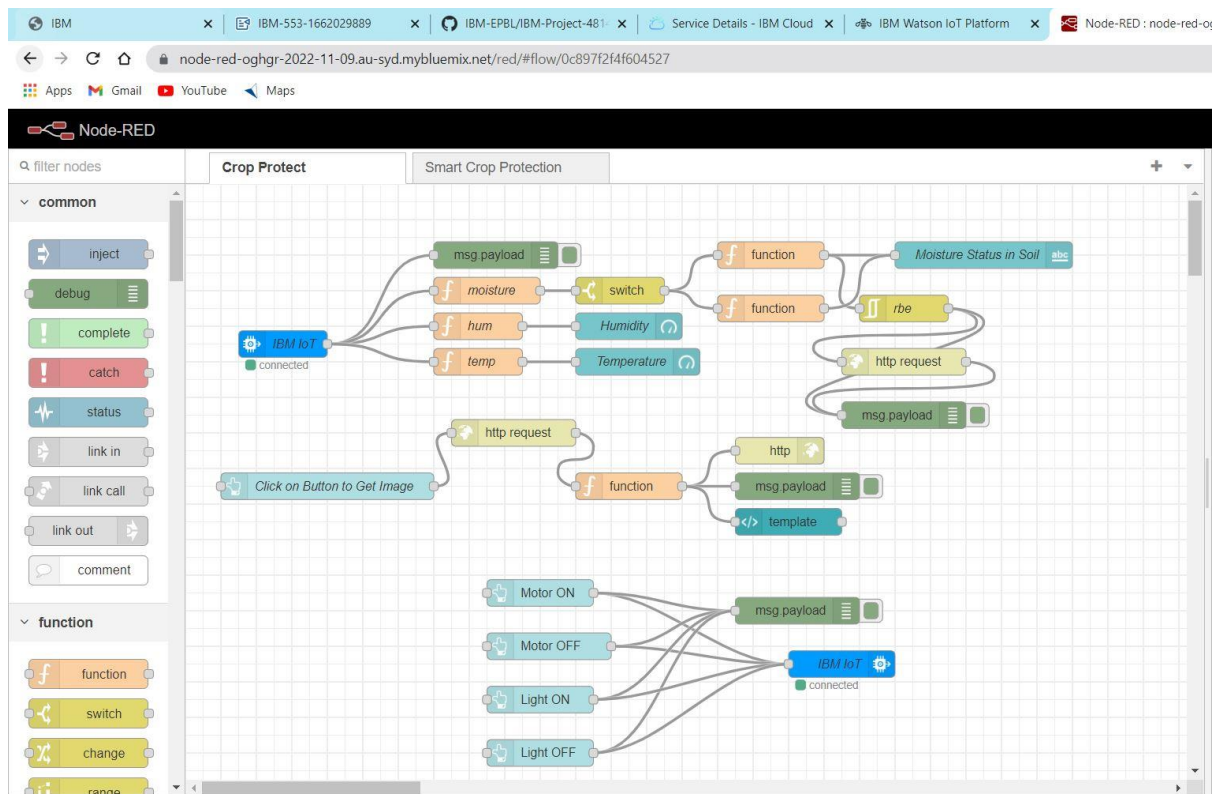 IBM
IBM-553-1662029889
IBM-EPBL/IBM-Project-481
Service Details - IBM Cloud
IBM Watson IoT Platform
Node-RED : node-red-og
node-red-oghgr-2022-11-09.au-syd.mybluemix.net/red/#flow/0c897f2f4f604527
Apps Gmail YouTube Maps
Node-RED
filter nodes
Crop Protect
Smart Crop Protection
common
inject
debug
complete
catch
status
link in
link call
link out
comment
function
function
switch
change
range
msg.payload
moisture
switch
function
function
Moisture Status in Soil
abc
rbe
hum
Humidity
IBM IoT
connected
temp
Temperature
http request
msg.payload
http request
Click on Button to Get Image
function
http
msg.payload
template
Motor ON
Motor OFF
Light ON
Light OFF
msg.payload
IBM IoT
connected